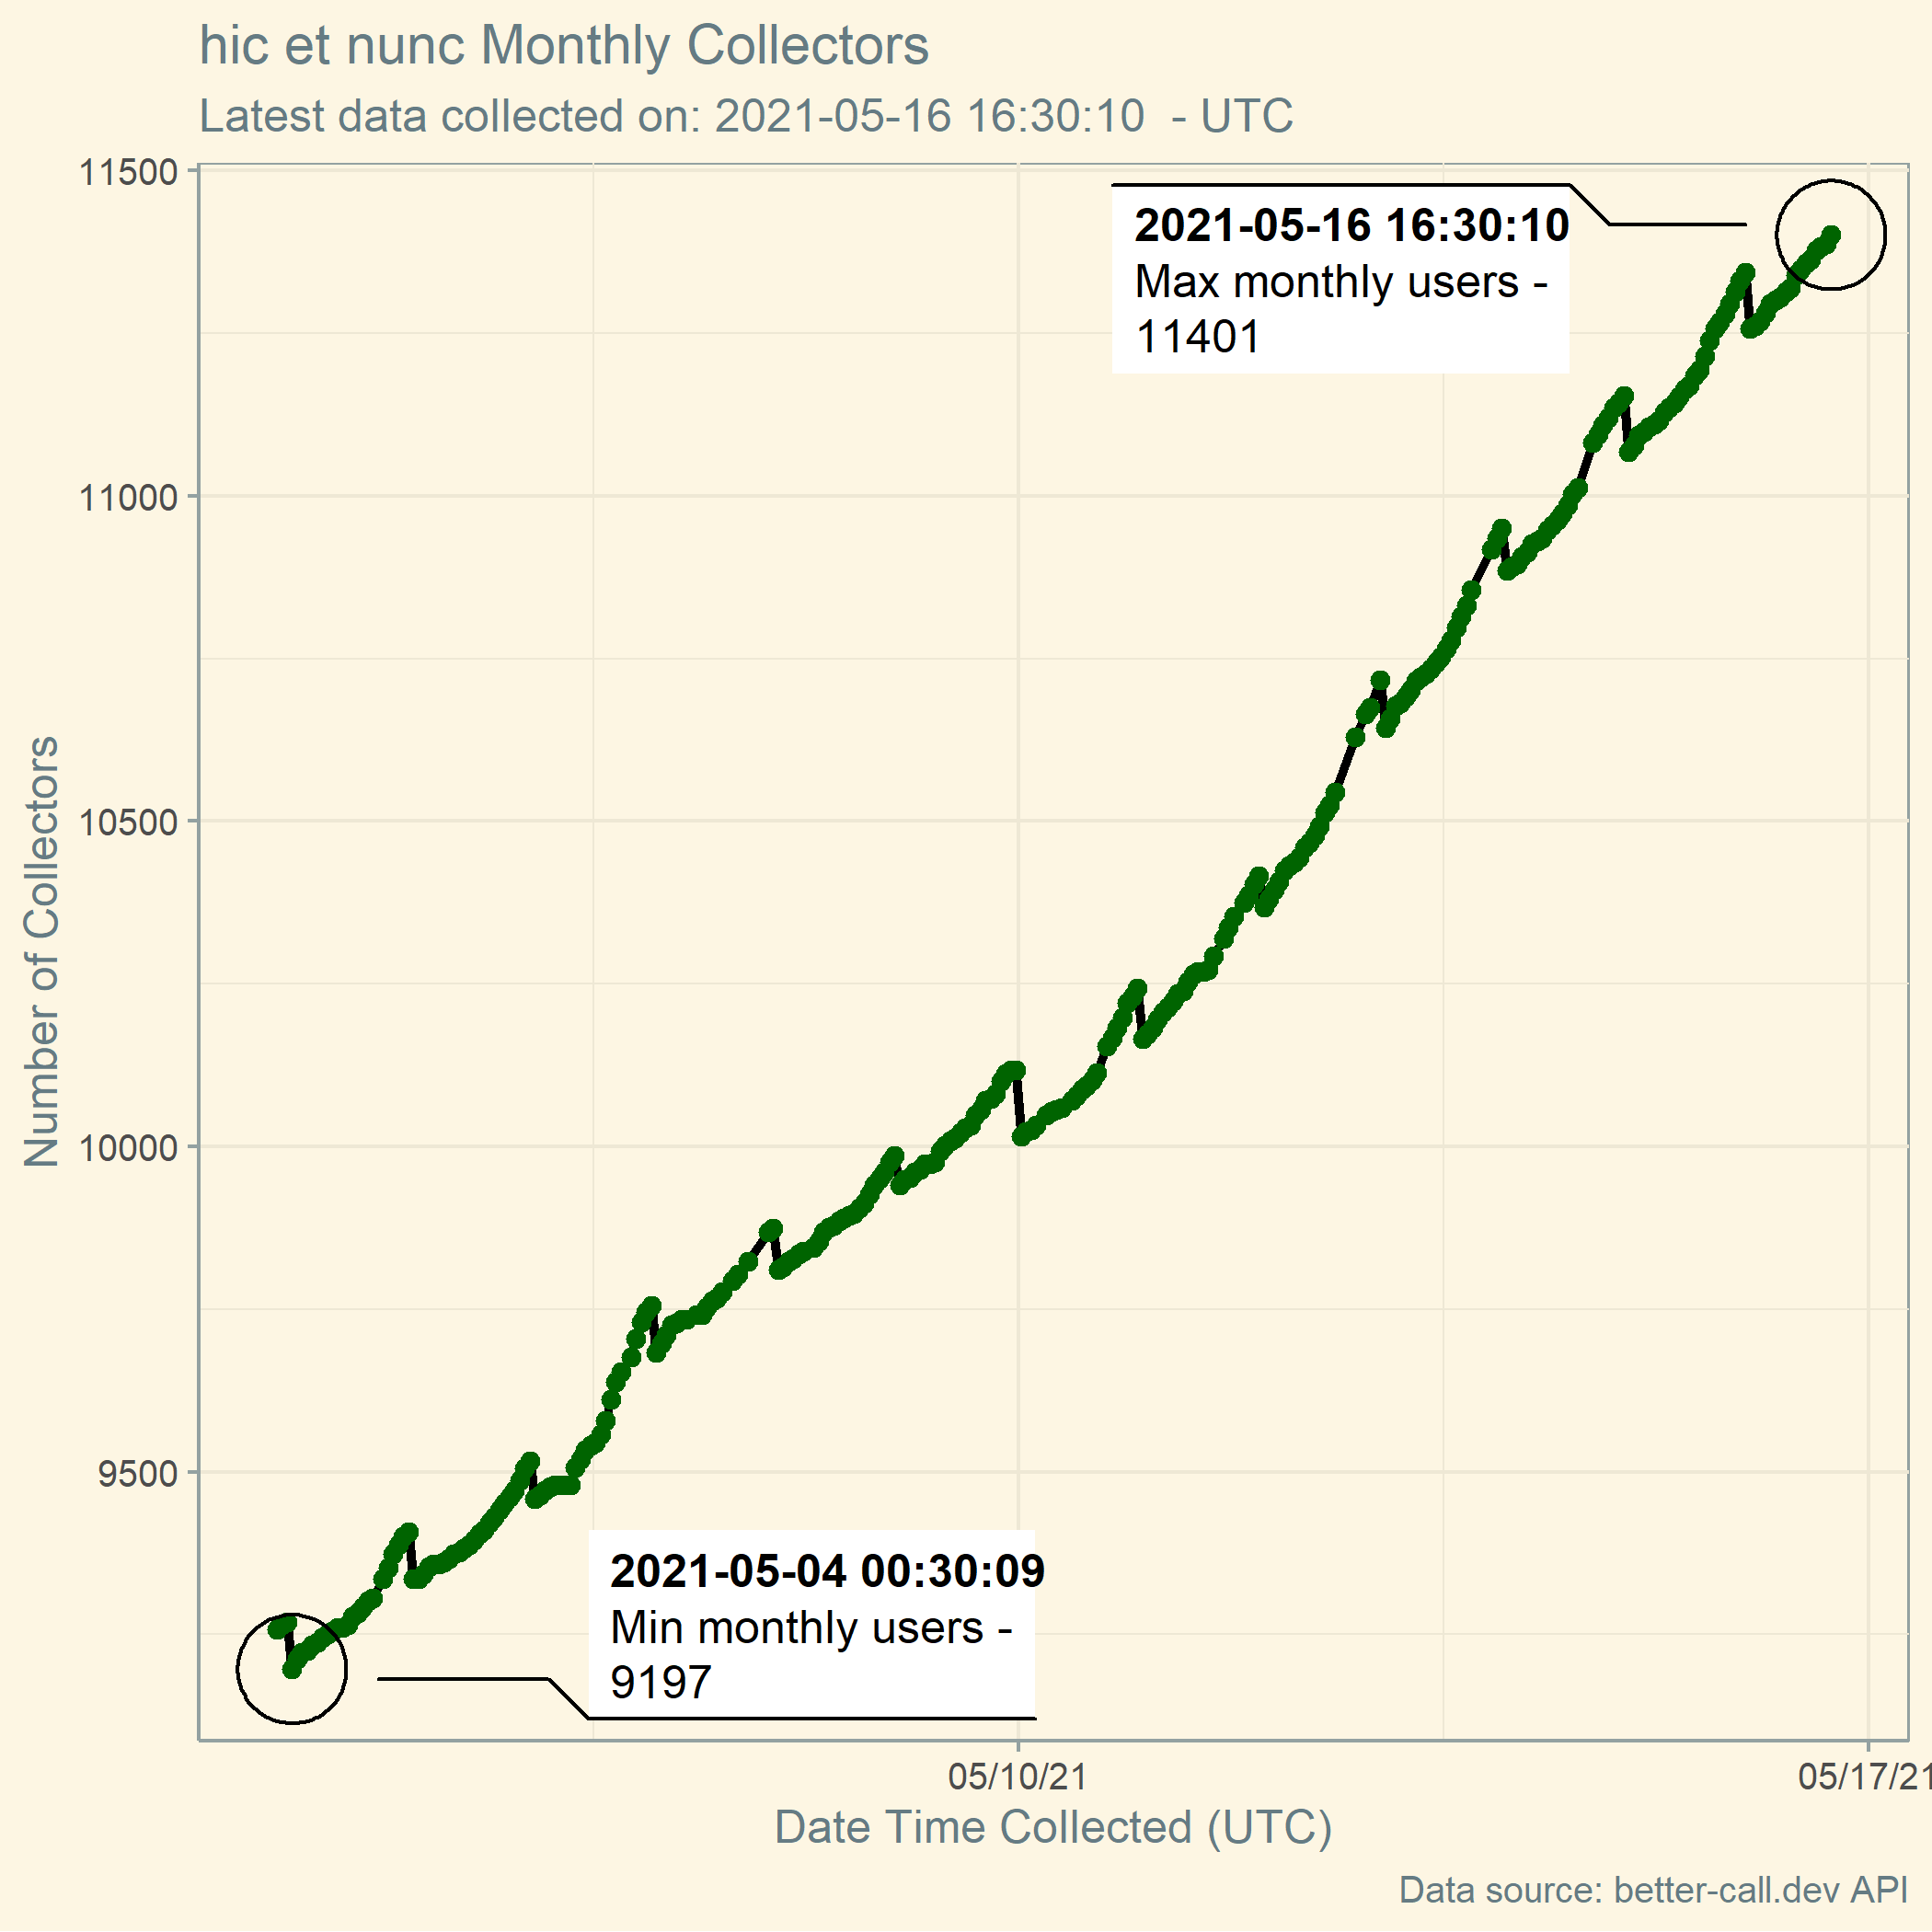 hic et nunc Monthly Collectors
Latest data collected on: 2021-05-16 16:30:10  - UTC
11500
2021-05-16 16:30:10
Max monthly users -
11401
11000
10500
Number of Collectors
10000
9500
2021-05-04 00:30:09
Min monthly users -
9197
05/10/21
05/17/21
Date Time Collected (UTC)
Data source: better-call.dev API